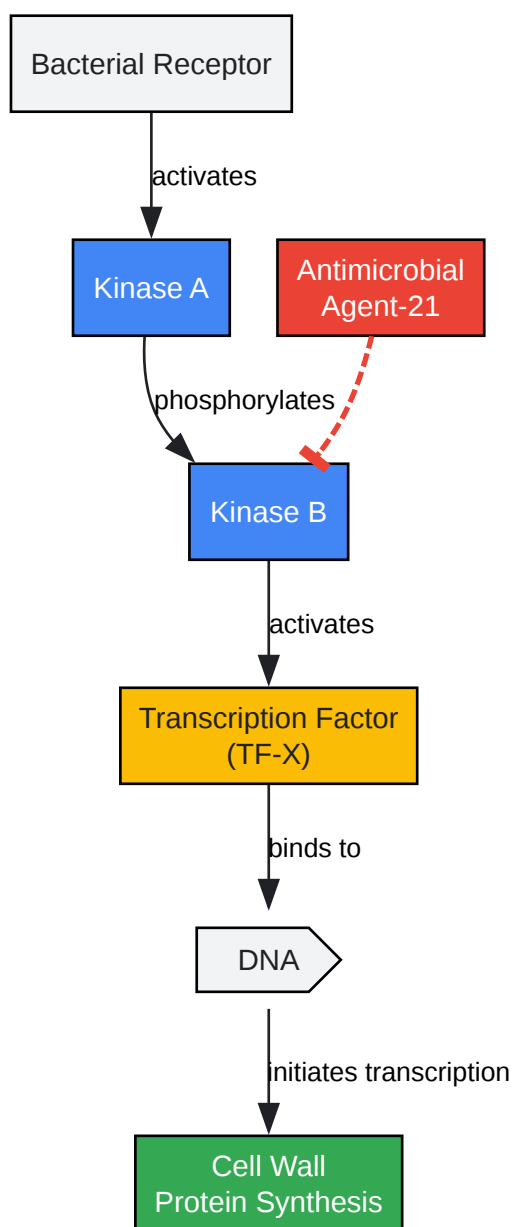 Bacterial Receptor
activates
Kinase A
Antimicrobial
Agent-21
phosphorylates
Kinase B
activates
Transcription Factor
(TF-X)
binds to
DNA
initiates transcription
Cell Wall
Protein Synthesis